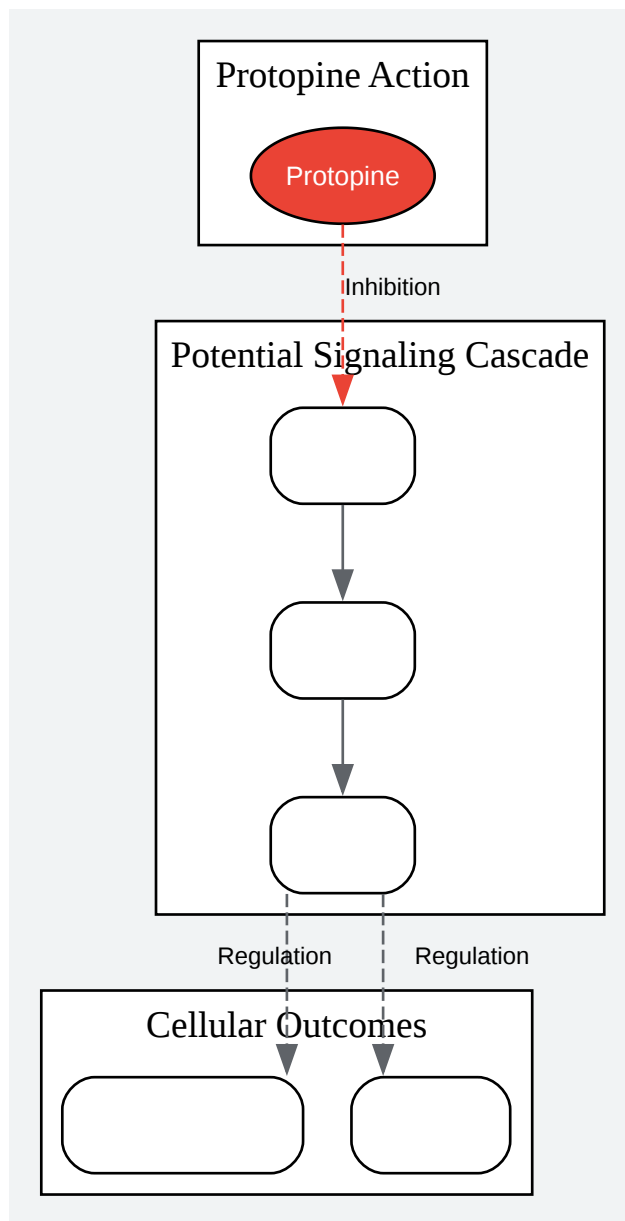 Protopine Action
Protopine
Inhibition
Potential Signaling Cascade
Regulation
Regulation
Cellular Outcomes